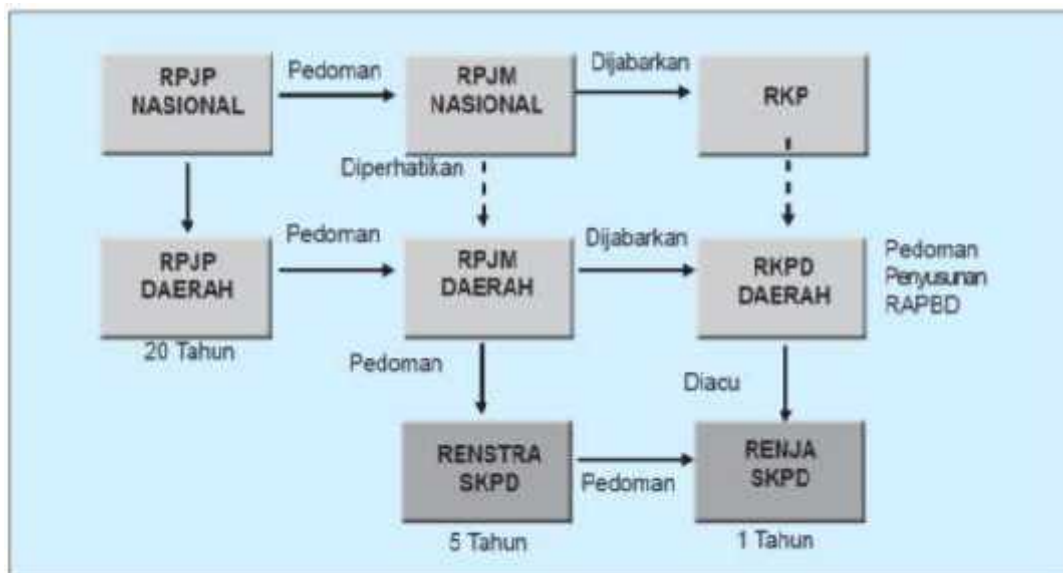 RPJP
NASIONAL
Pedoman
RPJM
NASIONAL
Dijabarkan
RKP
Diperhatikan
RPJP
DAERAH
Pedoman
RPJM
DAERAH
Dijabarkan
RKPD
DAERAH
Pedoman
Penyusunan
RAPBD
20 Tahun
Pedoman
Diacu
RENSTRA
SKPD
Pedoman
RENJA
SKPD
5 Tahun
1 Tahun